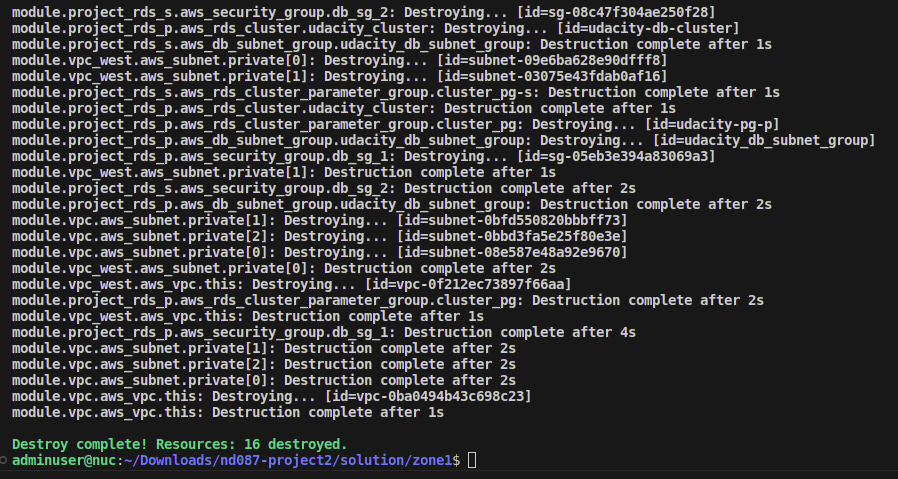 module.project_rds_s.aws_security_group.db_sg_2: Destroying... [id=sg-08c47f304ae250f28]
module.project_rds_p.aws_rds_cluster.udacity_cluster: Destroying... [id=udacity-db-cluster]
module.project_rds_s.aws_db_subnet_group.udacity_db_subnet_group: Destruction complete after 1s
module.vpc_west.aws_subnet.private[0]: Destroying... [id=subnet-09e6ba628e90dfff8]
module.vpc_west.aws_subnet.private[1]: Destroying... [id=subnet-03075e43fdab0af16]
module.project_rds_s.aws_rds_cluster_parameter_group.cluster_pg-s: Destruction complete after 1s
module.project_rds_p.aws_rds_cluster.udacity_cluster: Destruction complete after 1s
module.project_rds_p.aws_rds_cluster_parameter_group.cluster_pg: Destroying... [id=udacity-pg-p]
module.project_rds_p.aws_db_subnet_group.udacity_db_subnet_group: Destroying... [id=udacity_db_subnet_group]
module.project_rds_p.aws_security_group.db_sg_1: Destroying... [id=sg-05eb3e394a83069a3]
module.vpc_west.aws_subnet.private[1]: Destruction complete after 1s
module.project_rds_s.aws_security_group.db_sg_2: Destruction complete after 2s
module.project_rds_p.aws_db_subnet_group.udacity_db_subnet_group: Destruction complete after 2s
module.vpc.aws_subnet.private[1]: Destroying... [id=subnet-0bfd550820bbbff73]
module.vpc.aws_subnet.private[2]: Destroying... [id=subnet-0bbd3fa5e25f80e3e]
module.vpc.aws_subnet.private[0]: Destroying... [id=subnet-08e587e48a92e9670]
module.vpc_west.aws_subnet.private[0]: Destruction complete after 2s
module.vpc_west.aws_vpc.this: Destroying... [id=vpc-0f212ec73897f66aa]
module.project_rds_p.aws_rds_cluster_parameter_group.cluster_pg: Destruction complete after 2s
module.vpc_west.aws_vpc.this: Destruction complete after 1s
module.project_rds_p.aws_security_group.db_sg_1: Destruction complete after 4s
module.vpc.aws_subnet.private[1]: Destruction complete after 2s
module.vpc.aws_subnet.private[2]: Destruction complete after 2s
module.vpc.aws_subnet.private[0]: Destruction complete after 2s
module.vpc.aws_vpc.this: Destroying... [id=vpc-0ba0494b43c698c23]
module.vpc.aws_vpc.this: Destruction complete after 1s
Destroy complete! Resources: 16 destroyed.
adminuser@nuc:~/Downloads/nd087-project2/solution/zone1$